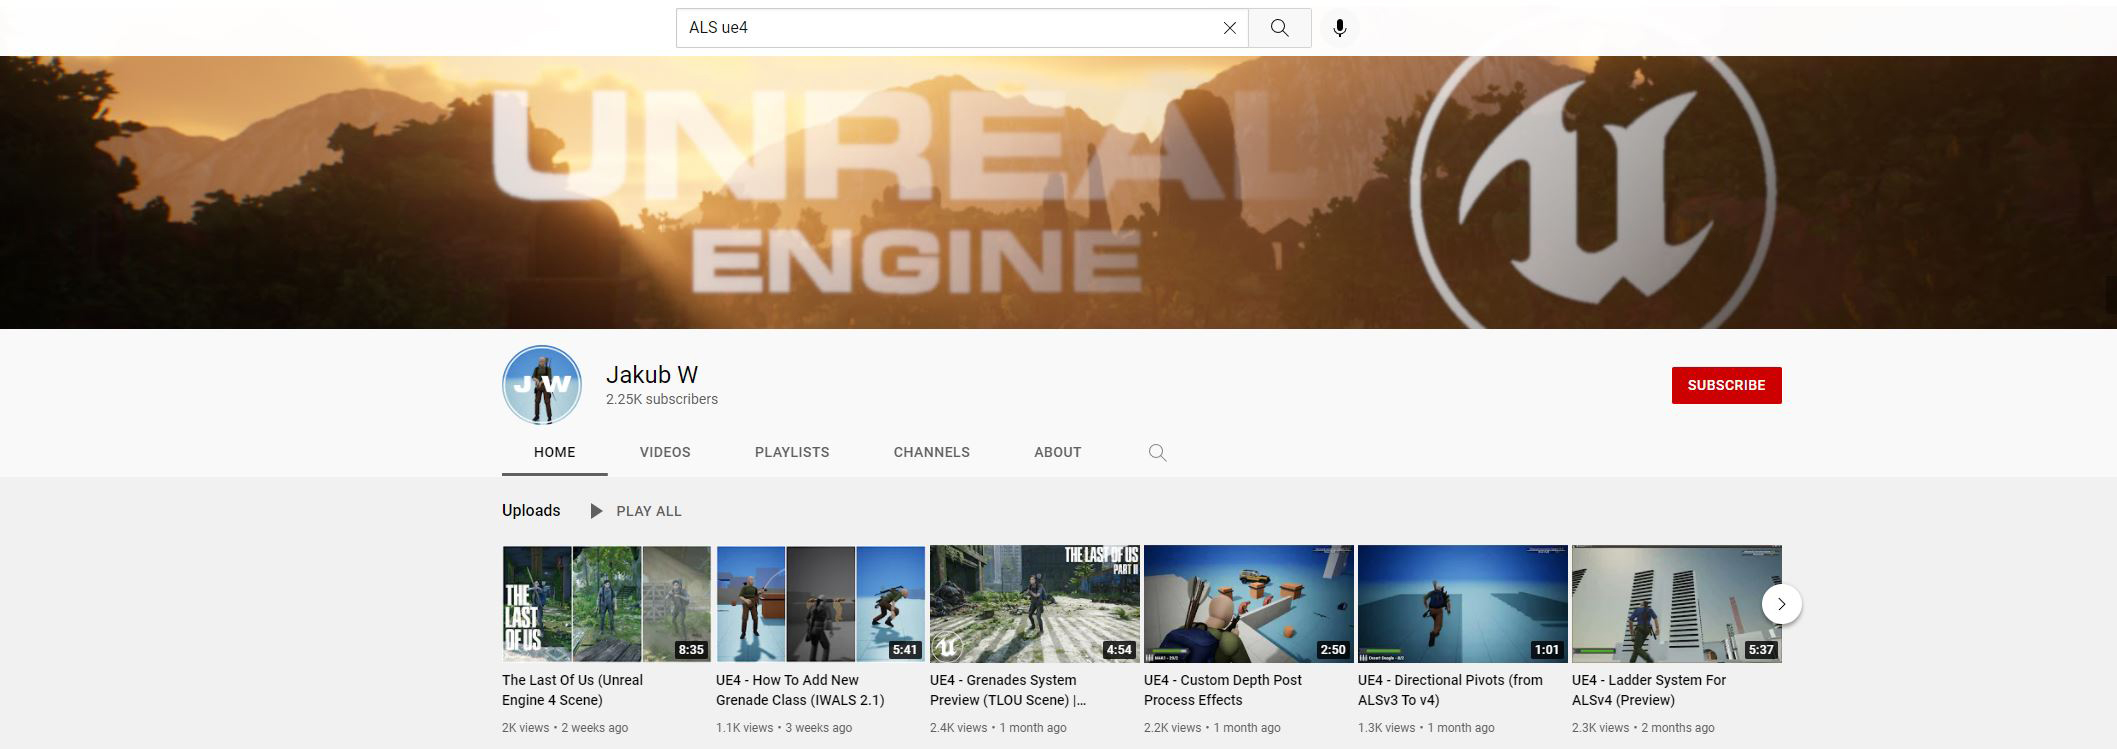 ALS ue4
UNREAL
ENGINE
J W
Jakub W
2.25K subscribers
SUBSCRIBE
HOME VIDEOS PLAYLISTS CHANNELS ABOUT
Uploads PLAY ALL
THE LAST OF US
PART II
THE
LAST
OF US
8:35 5:41 4:54 2:50 1:01 5:37
The Last Of Us (Unreal
Engine 4 Scene)
2K views • 2 weeks ago
UE4 - How To Add New
Grenade Class (IWALS 2.1)
1.1K views • 3 weeks ago
UE4 - Grenades System
Preview (TLOU Scene) |...
2.4K views • 1 month ago
UE4 - Custom Depth Post
Process Effects
2.2K views • 1 month ago
UE4 - Directional Pivots (from
ALSv3 To v4)
1.3K views • 1 month ago
UE4 - Ladder System For
ALSv4 (Preview)
2.3K views • 2 months ago